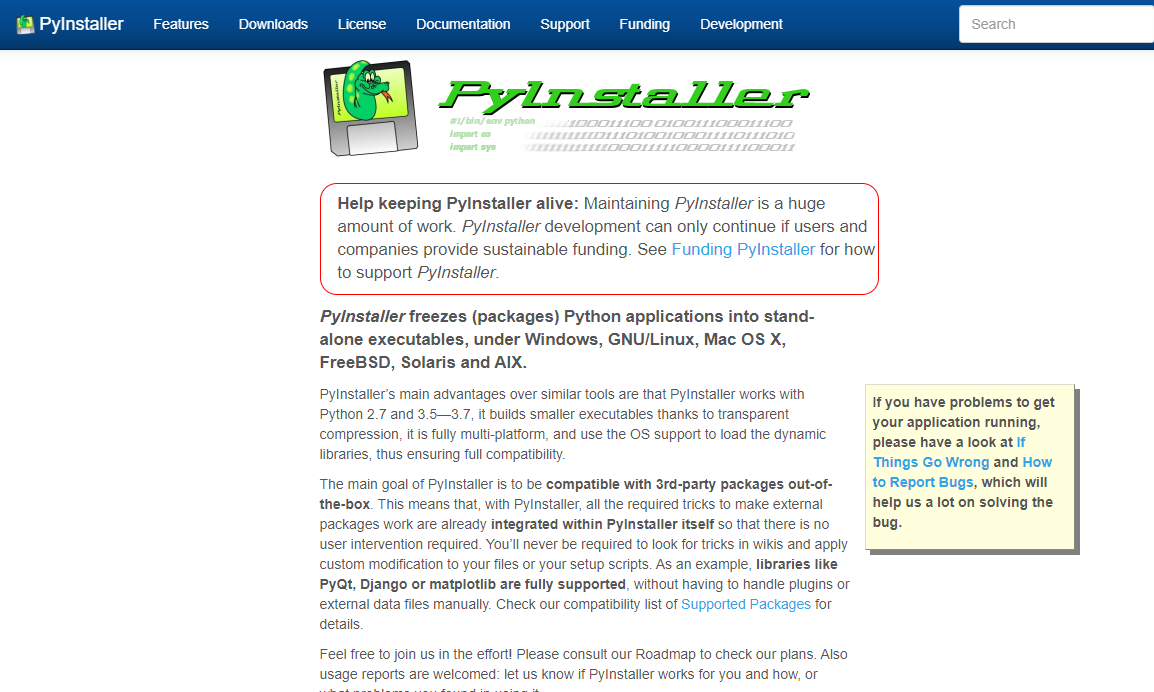 PyInstaller Features Downloads License Documentation Support Funding Development Search
PyInstaller
#!/bin/env python
import os
import sys
Help keeping PyInstaller alive: Maintaining PyInstaller is a huge
amount of work. PyInstaller development can only continue if users and
companies provide sustainable funding. See Funding PyInstaller for how
to support PyInstaller.
PyInstaller freezes (packages) Python applications into stand-
alone executables, under Windows, GNU/Linux, Mac OS X,
FreeBSD, Solaris and AIX.
PyInstaller's main advantages over similar tools are that PyInstaller works with
Python 2.7 and 3.5—3.7, it builds smaller executables thanks to transparent
compression, it is fully multi-platform, and use the OS support to load the dynamic
libraries, thus ensuring full compatibility.
The main goal of PyInstaller is to be compatible with 3rd-party packages out-of-
the-box. This means that, with PyInstaller, all the required tricks to make external
packages work are already integrated within PyInstaller itself so that there is no
user intervention required. You'll never be required to look for tricks in wikis and apply
custom modification to your files or your setup scripts. As an example, libraries like
PyQt, Django or matplotlib are fully supported, without having to handle plugins or
external data files manually. Check our compatibility list of Supported Packages for
details.
Feel free to join us in the effort! Please consult our Roadmap to check our plans. Also
usage reports are welcomed: let us know if PyInstaller works for you and how, or
what problems you found in using it.
If you have problems to get
your application running,
please have a look at If
Things Go Wrong and How
to Report Bugs, which will
help us a lot on solving the
bug.